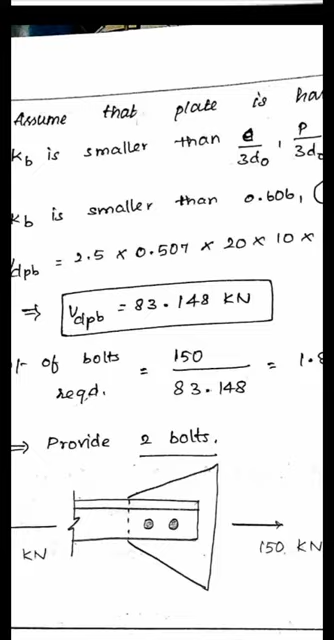 Assume that plate is
Kb is smaller than e/3d₀, p/3d₀
Kb is smaller than 0.606,
Vdpb = 2.5 × 0.507 × 20 × 10 ×
⇒ Vdpb = 83.148 KN
of bolts reqd. = 150/83.148 = 1.8
⇒ Provide 2 bolts.
KN
150 KN